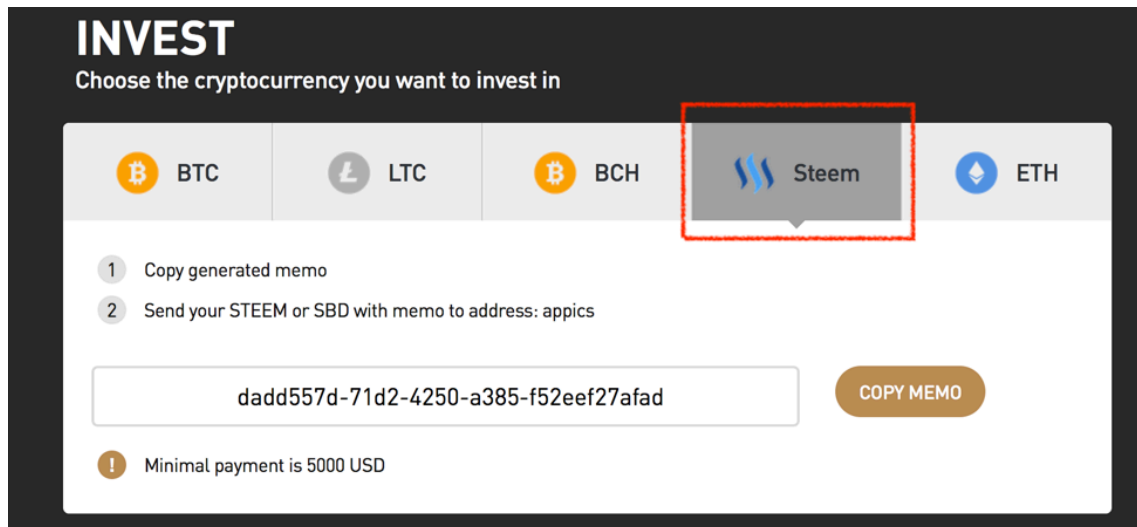 INVEST
Choose the cryptocurrency you want to invest in
BTC LTC BCH Steem ETH
1 Copy generated memo
2 Send your STEEM or SBD with memo to address: appics
dadd557d-71d2-4250-a385-f52eef27afad COPY MEMO
! Minimal payment is 5000 USD